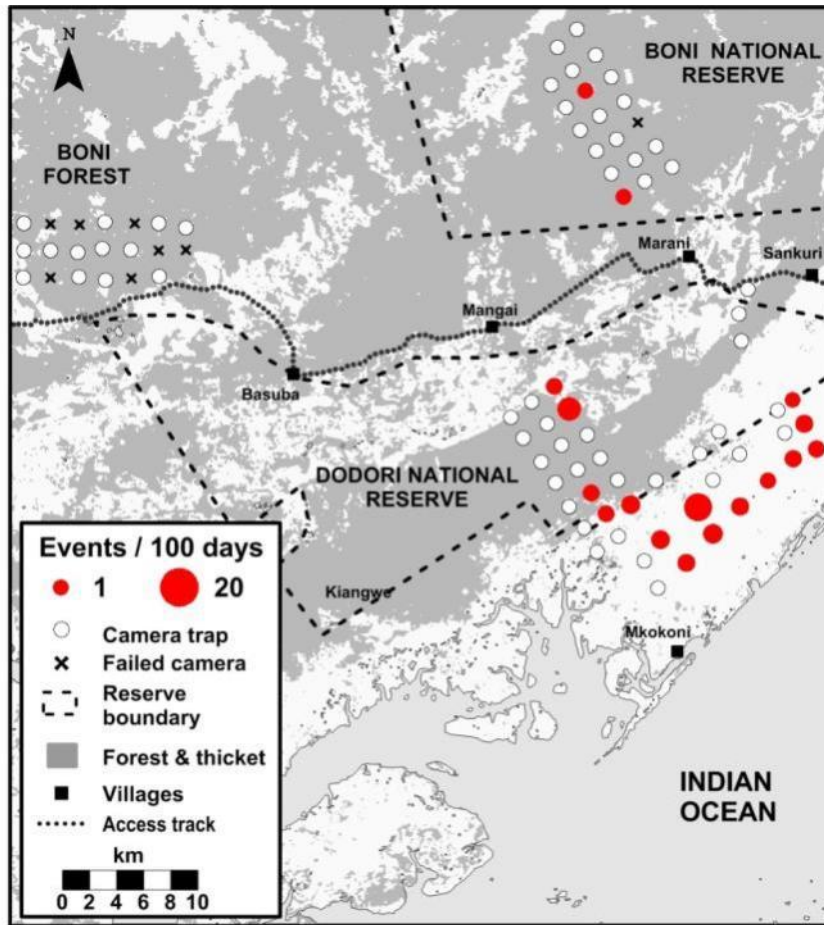 N
BONI NATIONAL
RESERVE
BONI
FOREST
Marani
Sankuri
Mangai
Basuba
DODORI NATIONAL
RESERVE
Events / 100 days
1
20
Kiangwe
Camera trap
Failed camera
Mkokoni
Reserve
boundary
Forest & thicket
Villages
INDIAN
OCEAN
Access track
km
0 2 4 6 8 10